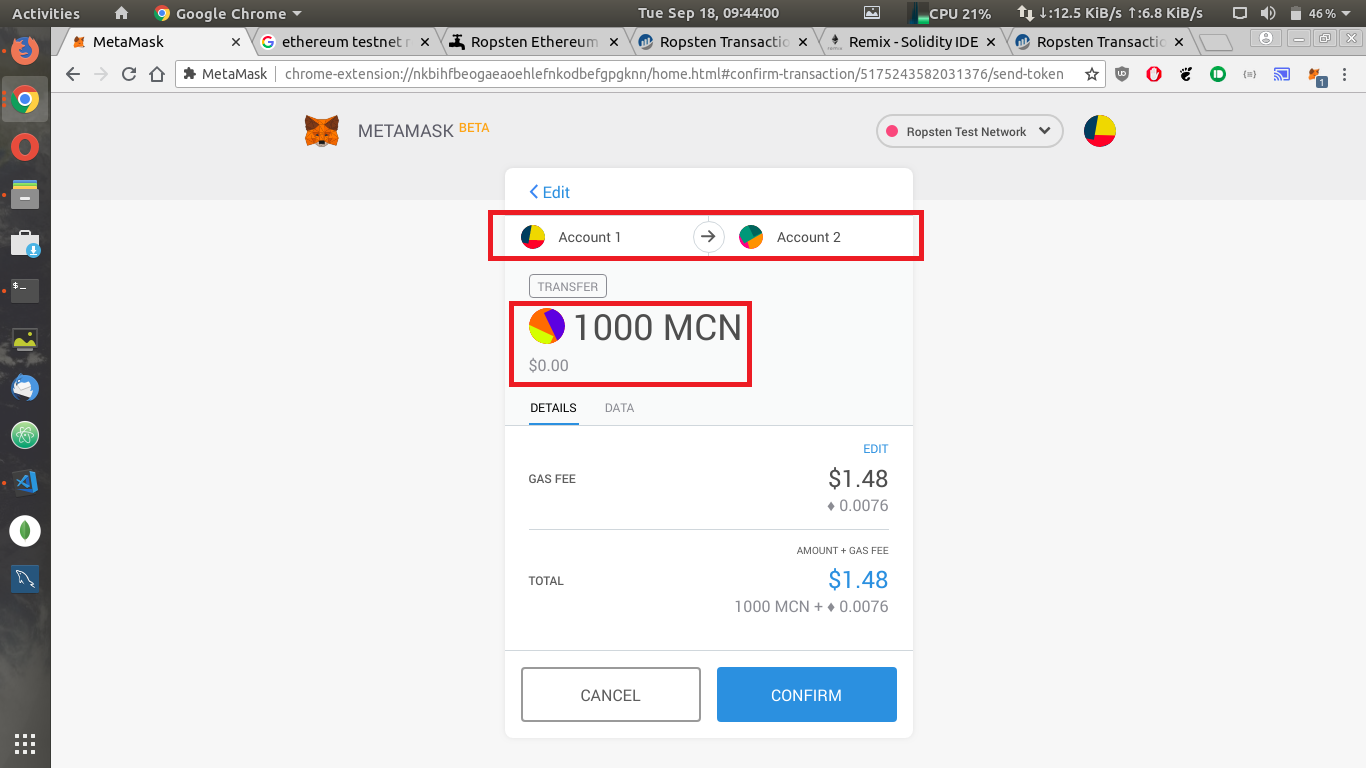 Activities
Google Chrome
Tue Sep 18, 09:44:00
CPU 21%
↓:12.5 KiB/s ↑:6.8 KiB/s
46%
MetaMask
ethereum testnet
Ropsten Ethereum
Ropsten Transactio
Remix - Solidity IDE
Ropsten Transactio
MetaMask
chrome-extension://nkbihfbeogaeaoehlefnkodbefgpgknn/home.html#confirm-transaction/5175243582031376/send-token
1
METAMASK BETA
Ropsten Test Network
Edit
Account 1
Account 2
TRANSFER
1000 MCN
$0.00
DETAILS
DATA
EDIT
GAS FEE
$1.48
♦ 0.0076
AMOUNT + GAS FEE
TOTAL
$1.48
1000 MCN + ♦ 0.0076
CANCEL
CONFIRM